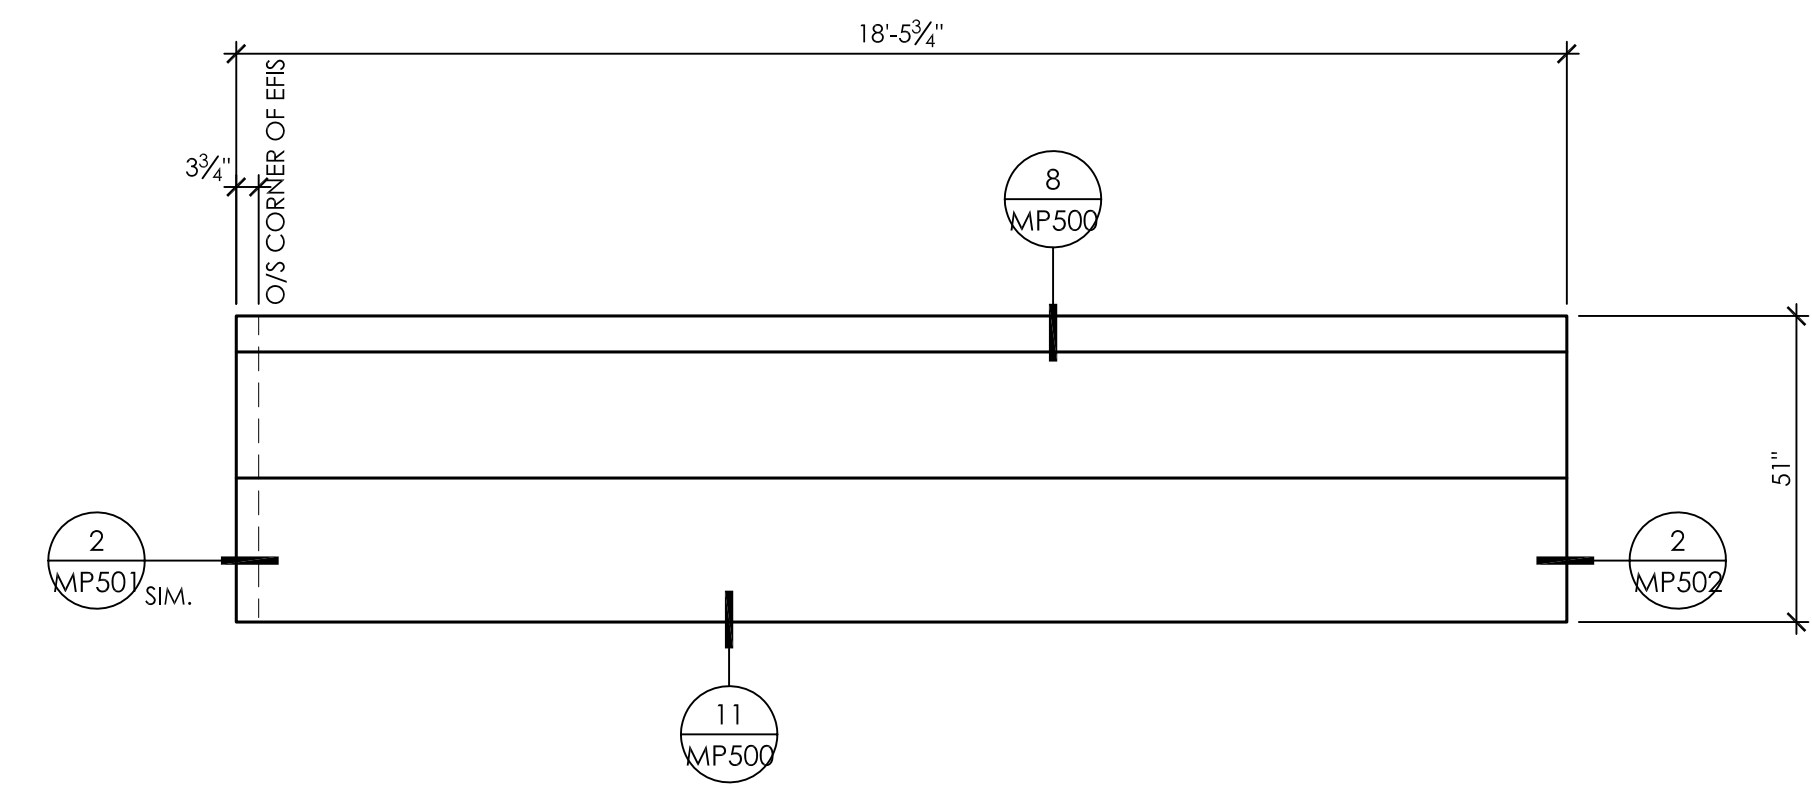 18'-5¾"
O/S CORNER OF EFIS
3¾"
8
MP500
51"
2
MP501
SIM.
2
MP502
11
MP500